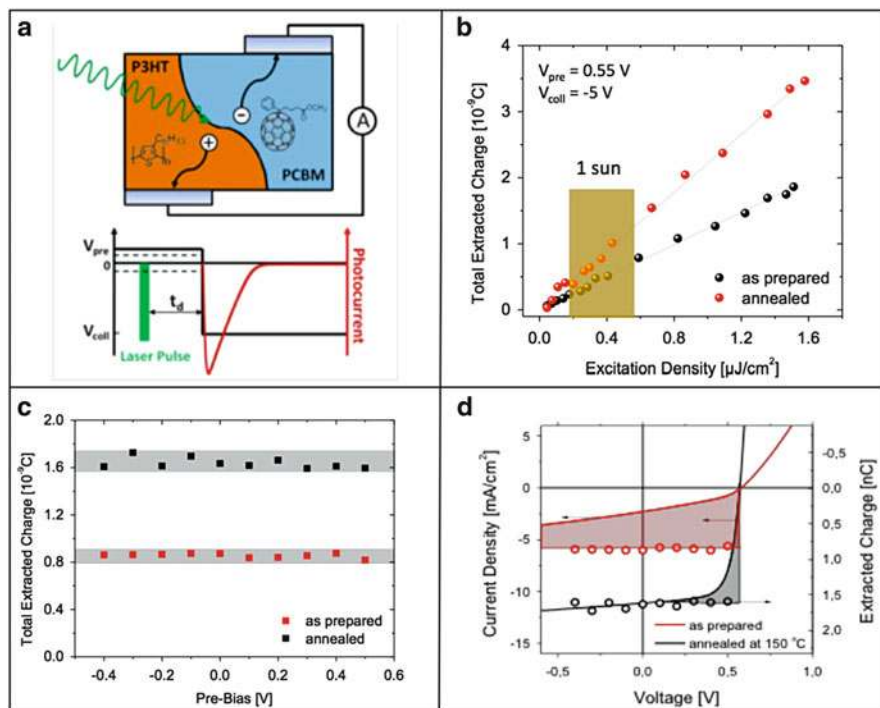 a
P3HT
PCBM
A
V_pre
0
V_coll
t_d
Laser Pulse
Photocurrent
b
V_pre = 0.55 V
V_coll = -5 V
1 sun
as prepared
annealed
Total Extracted Charge [10⁻⁹C]
4
3
2
1
0
0.0 0.4 0.8 1.2 1.6
Excitation Density [µJ/cm²]
c
Total Extracted Charge [10⁻⁹C]
2.0
1.6
1.2
0.8
0.4
0.0
as prepared
annealed
-0.4 -0.2 0.0 0.2 0.4 0.6
Pre-Bias [V]
d
Current Density [mA/cm²]
5
0
-5
-10
-15
Extracted Charge [nC]
-0,5
0,0
0,5
1,0
1,5
2,0
as prepared
annealed at 150 °C
-0,5 0,0 0,5 1,0
Voltage [V]